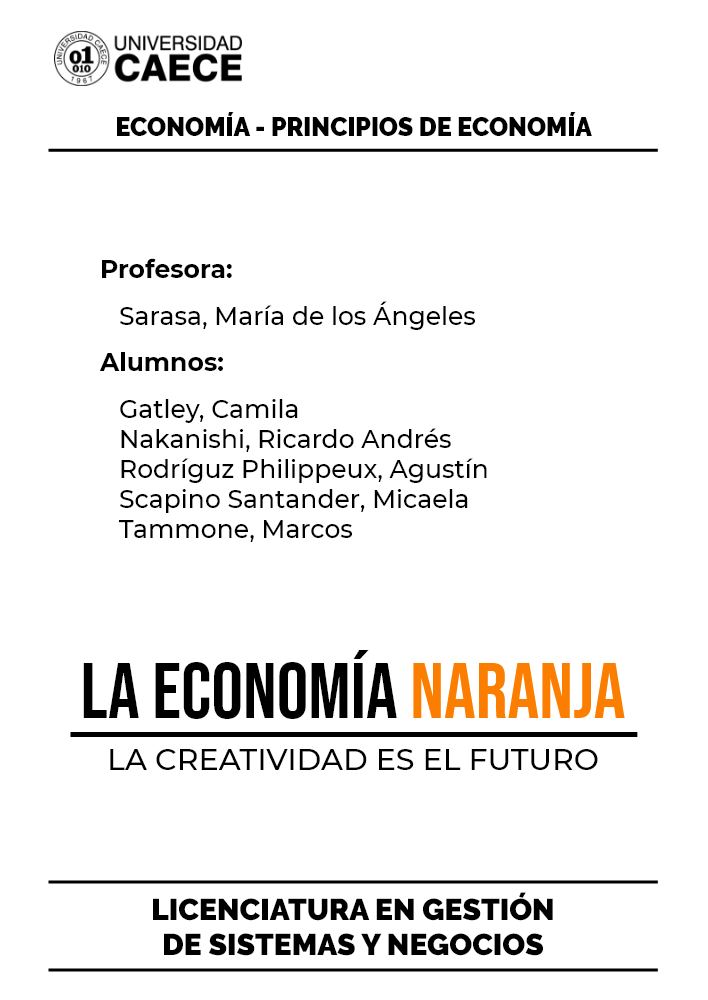 UNIVERSIDAD CAECE
01
010
1967
UNIVERSIDAD
CAECE
ECONOMÍA - PRINCIPIOS DE ECONOMÍA
Profesora:
Sarasa, María de los Ángeles
Alumnos:
Gatley, Camila
Nakanishi, Ricardo Andrés
Rodríguz Philippeux, Agustín
Scapino Santander, Micaela
Tammone, Marcos
LA ECONOMÍA NARANJA
LA CREATIVIDAD ES EL FUTURO
LICENCIATURA EN GESTIÓN
DE SISTEMAS Y NEGOCIOS